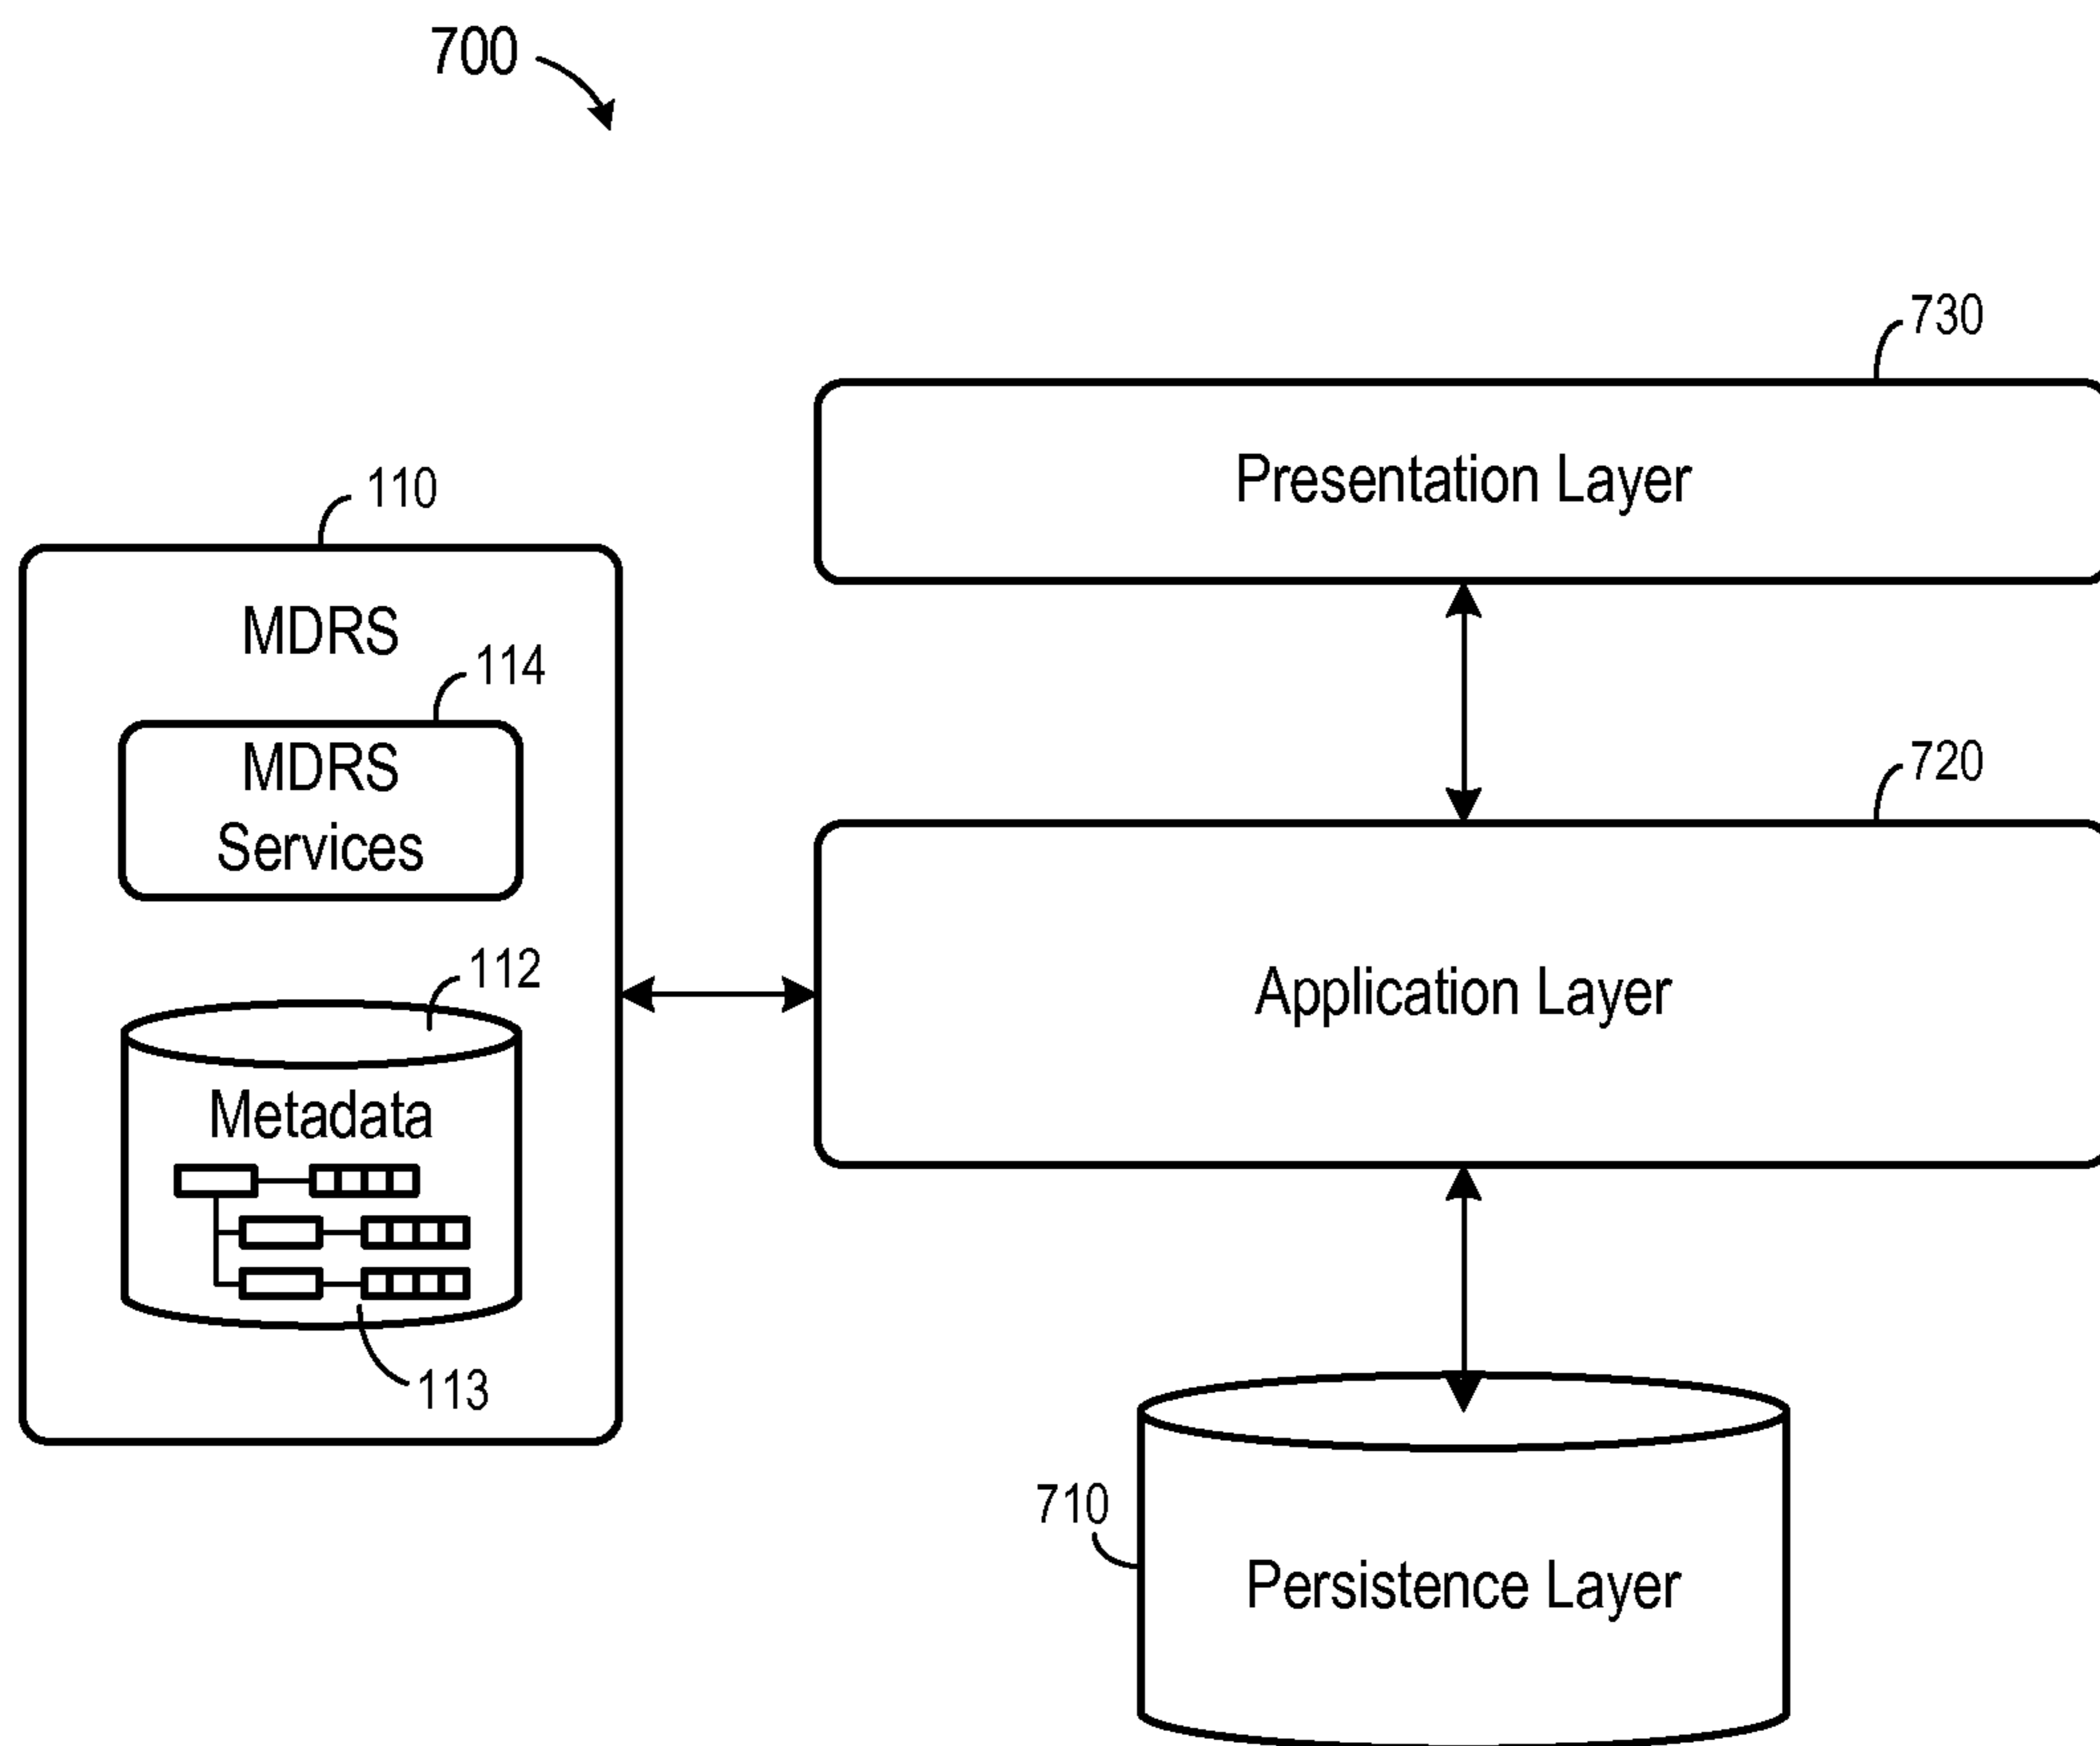 700
730
Presentation Layer
110
MDRS
114
MDRS
Services
720
112
Application Layer
Metadata
113
710
Persistence Layer